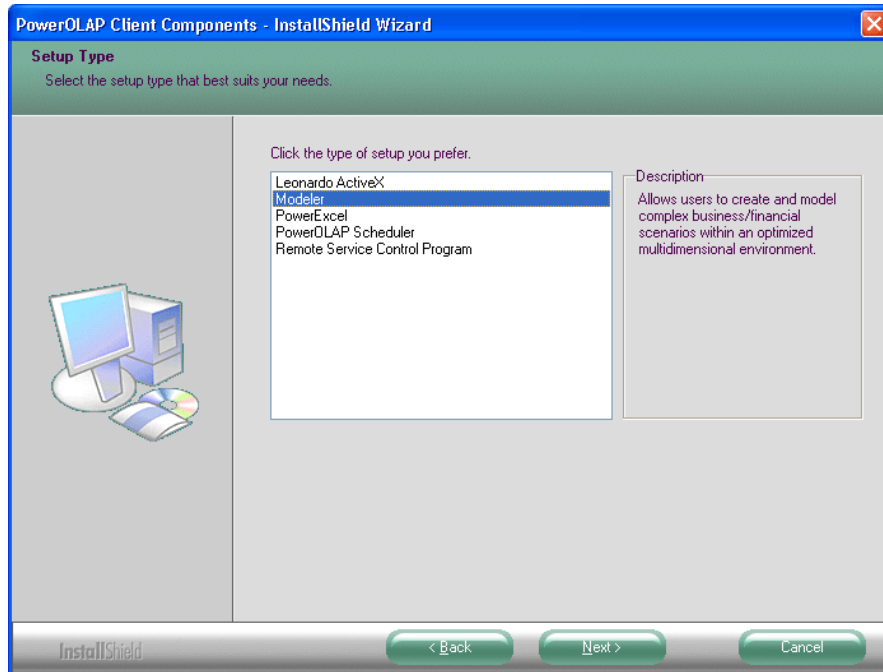 PowerOLAP Client Components - InstallShield Wizard
Setup Type
Select the setup type that best suits your needs.
Click the type of setup you prefer.
Leonardo ActiveX
Modeler
PowerExcel
PowerOLAP Scheduler
Remote Service Control Program
Description
Allows users to create and model
complex business/financial
scenarios within an optimized
multidimensional environment.
InstallShield
< Back
Next >
Cancel